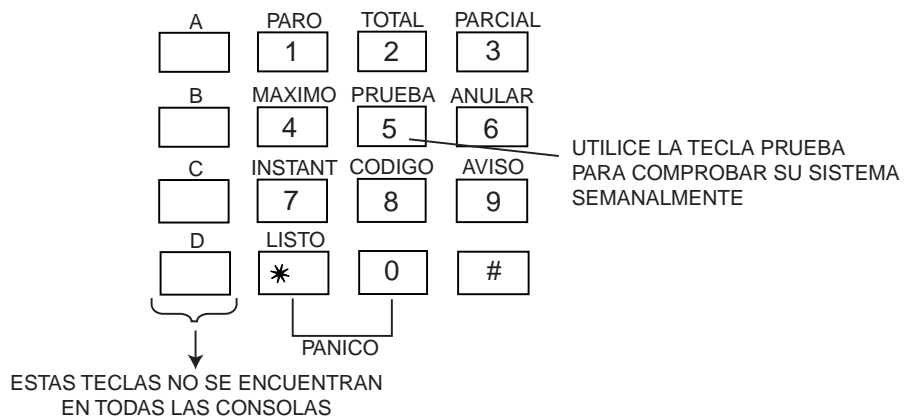 A PARO TOTAL PARCIAL
1 2 3
B MAXIMO PRUEBA ANULAR
4 5 6
UTILICE LA TECLA PRUEBA
PARA COMPROBAR SU SISTEMA
SEMANALMENTE
C INSTANT CODIGO AVISO
7 8 9
D LISTO
* 0 #
PANICO
ESTAS TECLAS NO SE ENCUENTRAN
EN TODAS LAS CONSOLAS